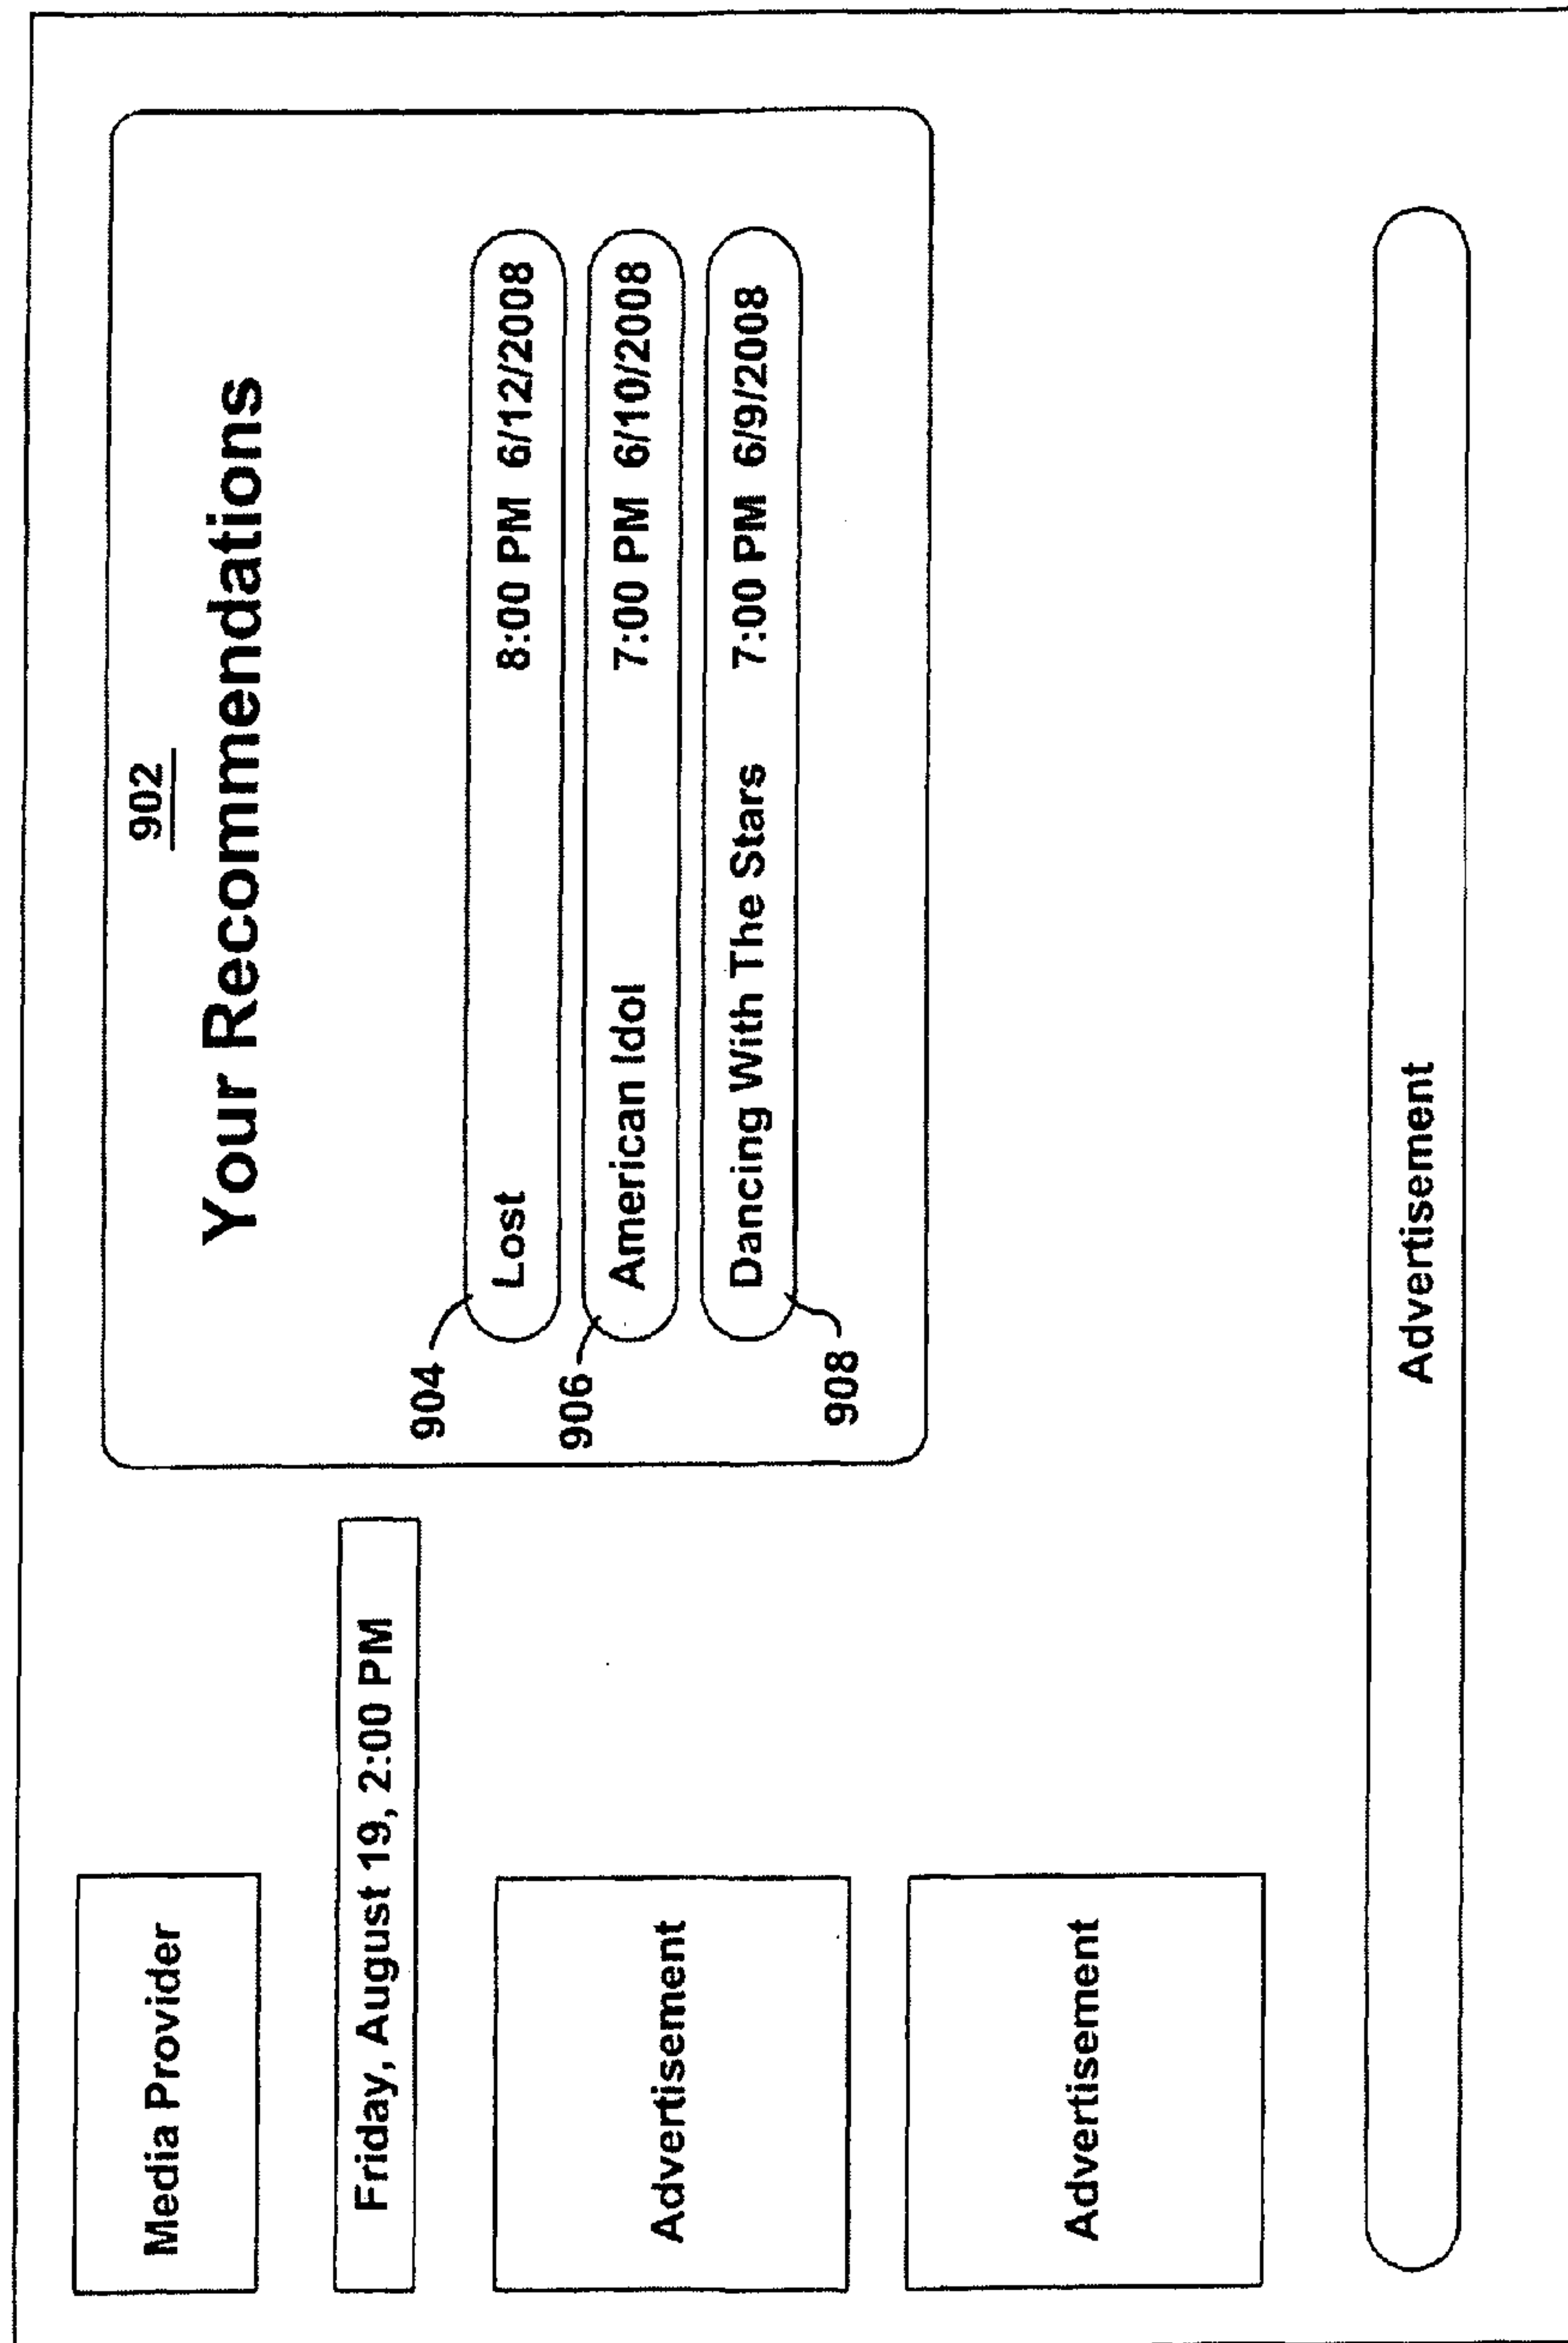 Media Provider
Friday, August 19, 2:00 PM
Advertisement
Advertisement
902
Your Recommendations
904
Lost 8:00 PM 6/12/2008
906
American Idol 7:00 PM 6/10/2008
Dancing With The Stars 7:00 PM 6/9/2008
908
Advertisement